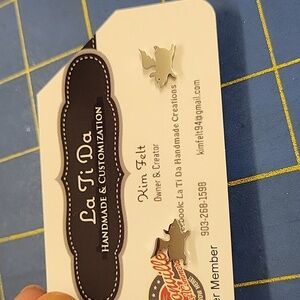 La Ti Da
HANDMADE & CUSTOMIZATION
Kim Felt
Owner & Creator
La Ti Da Handmade Creations
kimfelt94@gmail.com
903-268-1598
Member